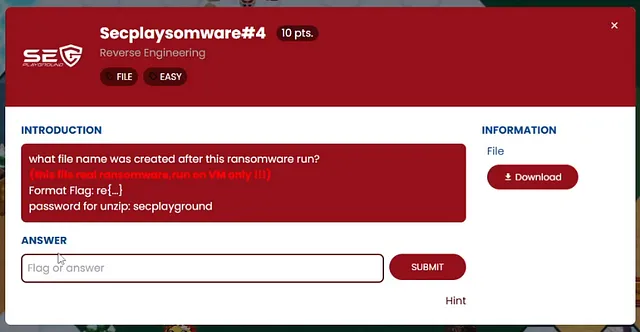 Secplaysomware#4 10 pts.
Reverse Engineering
FILE EASY
SEC
PLAYGROUND
INTRODUCTION
what file name was created after this ransomware run?
(this file real ransomware,run on VM only !!!)
Format Flag: re{...}
password for unzip: secplayground
ANSWER
Flag or answer
SUBMIT
Hint
INFORMATION
File
Download